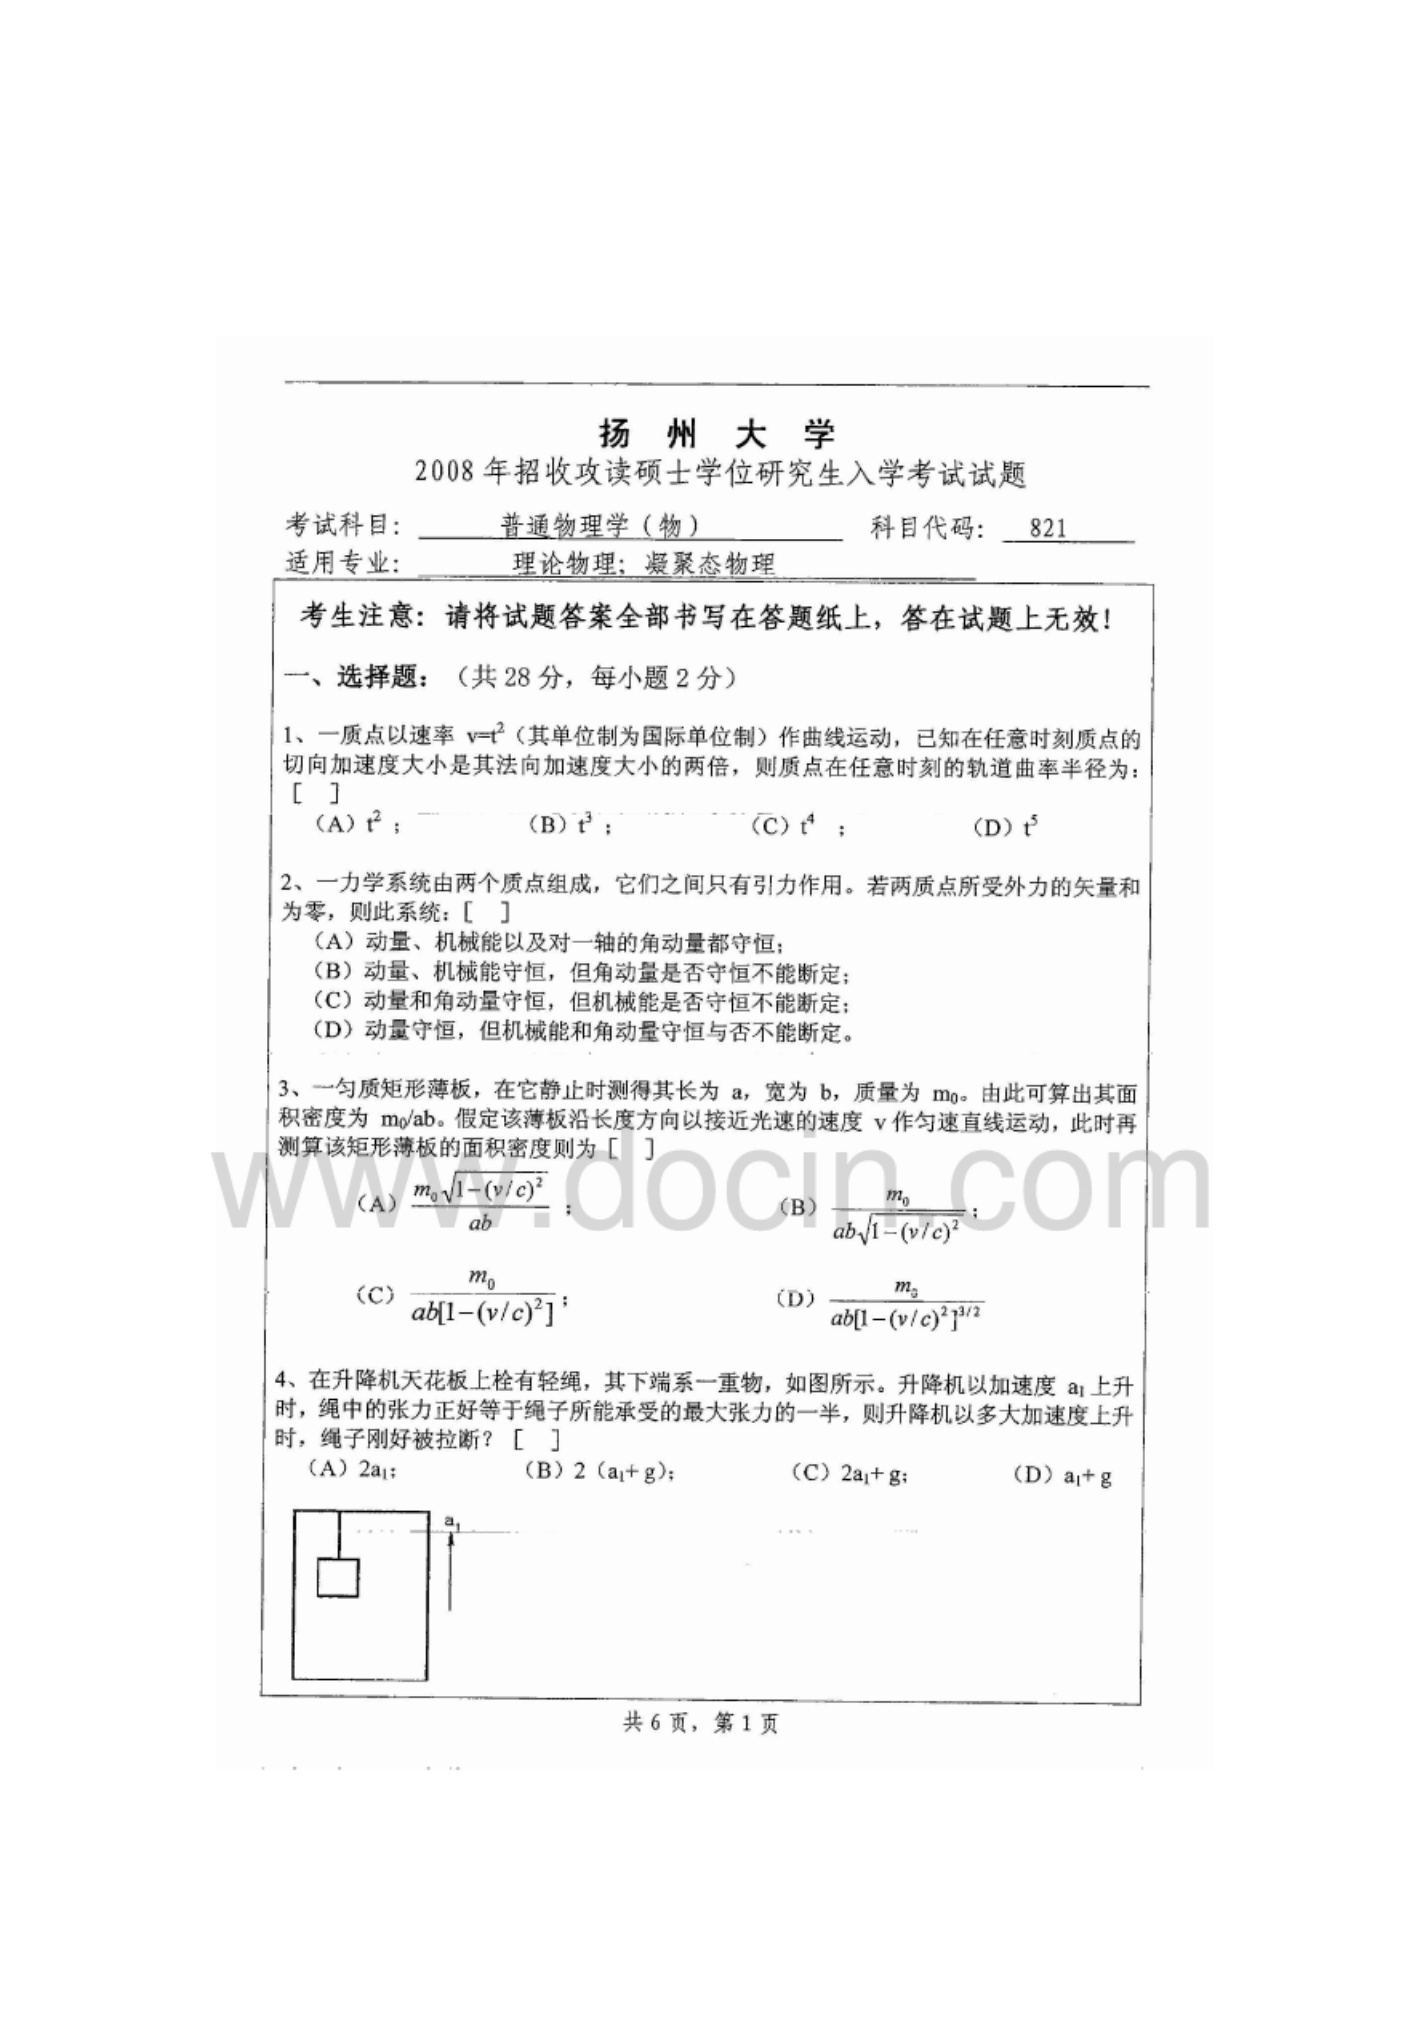 扬 州 大 学
2008 年招收攻读硕士学位研究生入学考试试题
考试科目: 普通物理学（物） 科目代码: 821
适用专业: 理论物理; 凝聚态物理
考生注意: 请将试题答案全部书写在答题纸上, 答在试题上无效!
一、选择题:（共 28 分, 每小题 2 分）
1、一质点以速率 v=t²（其单位制为国际单位制）作曲线运动, 已知在任意时刻质点的
切向加速度大小是其法向加速度大小的两倍, 则质点在任意时刻的轨道曲率半径为:
[ ]
（A）t² ; （B）t³ ; （C）t⁴ ; （D）t⁵
2、一力学系统由两个质点组成, 它们之间只有引力作用。若两质点所受外力的矢量和
为零, 则此系统: [ ]
（A）动量、机械能以及对一轴的角动量都守恒;
（B）动量、机械能守恒, 但角动量是否守恒不能断定;
（C）动量和角动量守恒, 但机械能是否守恒不能断定;
（D）动量守恒, 但机械能和角动量守恒与否不能断定。
3、一匀质矩形薄板, 在它静止时测得其长为 a, 宽为 b, 质量为 m₀。由此可算出其面
积密度为 m₀/ab。假定该薄板沿长度方向以接近光速的速度 v 作匀速直线运动, 此时再
测算该矩形薄板的面积密度则为 [ ]
www.docin.com
（A） m₀√(1-(v/c)²) / ab ; （B） m₀ / ab√(1-(v/c)²) ;
（C） m₀ / ab[1-(v/c)²] ; （D） m₀ / ab[1-(v/c)²]^(3/2)
4、在升降机天花板上栓有轻绳, 其下端系一重物, 如图所示。升降机以加速度 a₁ 上升
时, 绳中的张力正好等于绳子所能承受的最大张力的一半, 则升降机以多大加速度上升
时, 绳子刚好被拉断? [ ]
（A）2a₁; （B）2（a₁+ g）; （C）2a₁+ g; （D）a₁+ g
a₁
共 6 页, 第 1 页